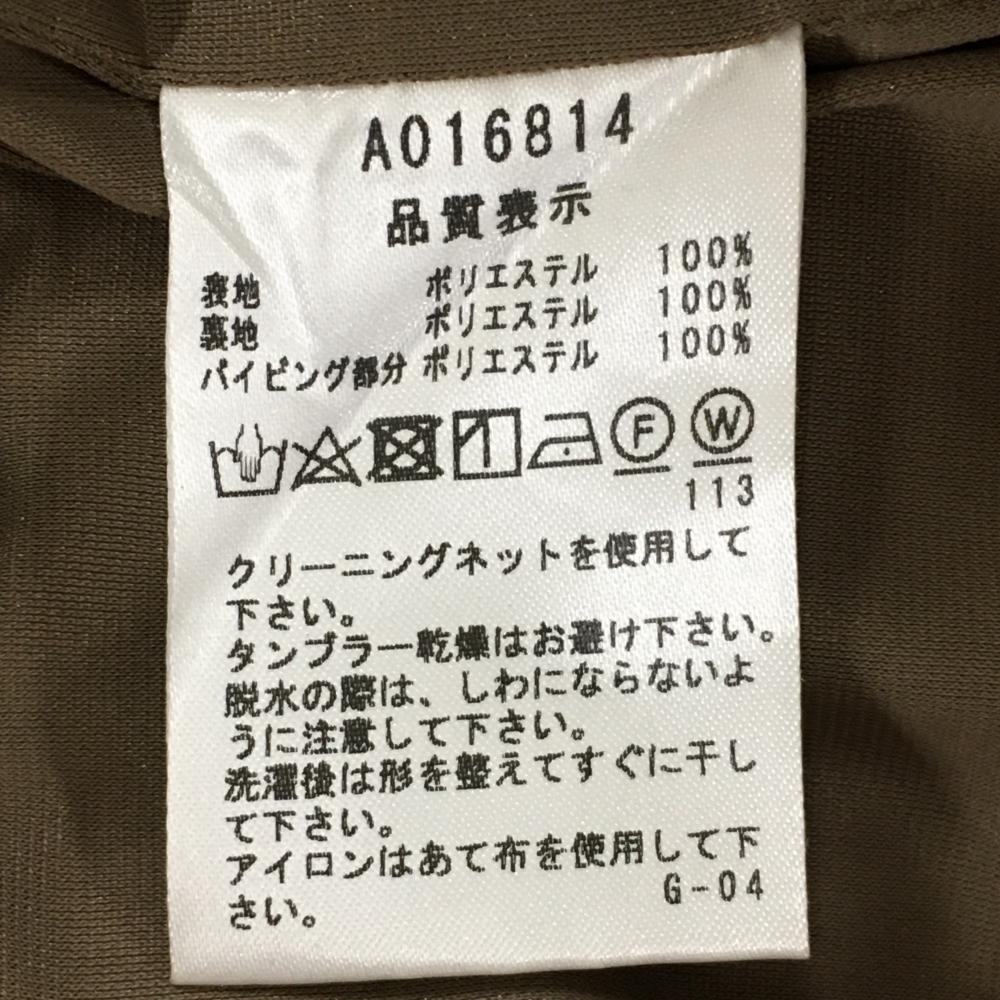 A016814
品質表示
表地 ポリエステル 100%
裏地 ポリエステル 100%
パイピング部分 ポリエステル 100%
F W
113
クリーニングネットを使用して
下さい。
タンブラー乾燥はお避け下さい。
脱水の際は、しわにならないよ
うに注意して下さい。
洗濯後は形を整えてすぐに干し
て下さい。
アイロンはあて布を使用して下
さい。
G-04